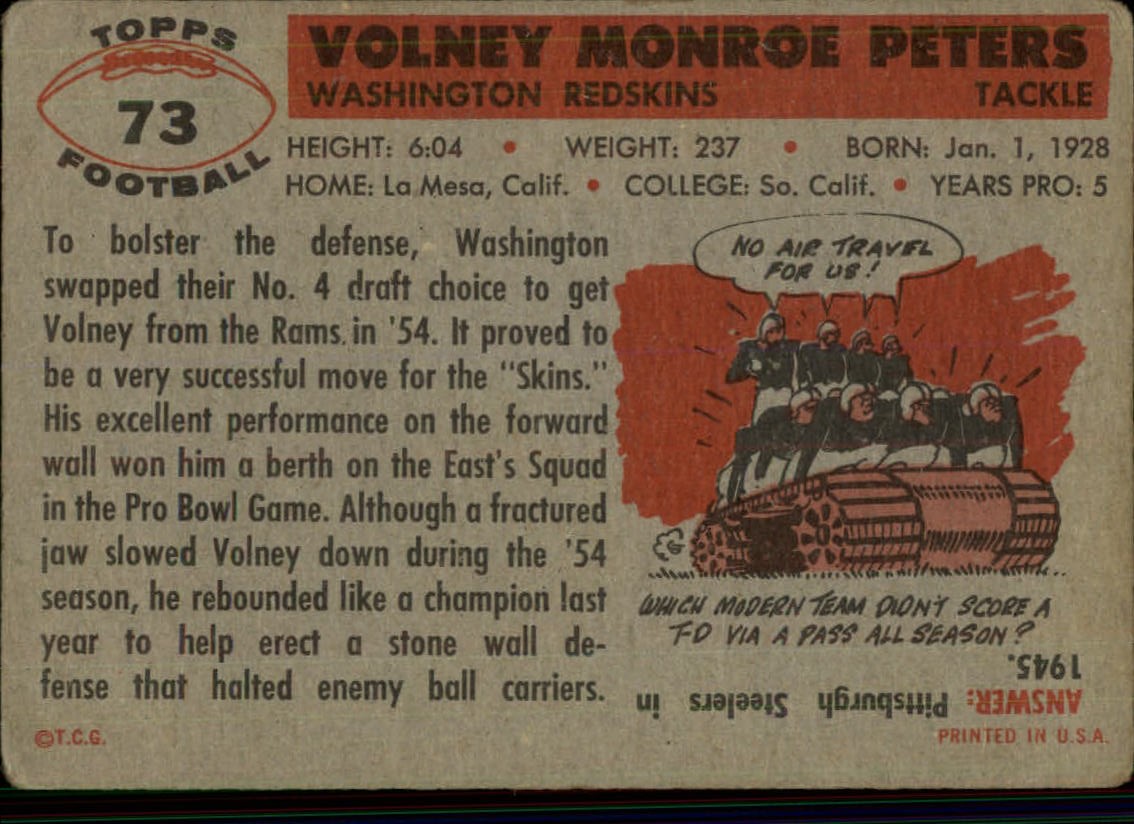 TOPPS
73
FOOTBALL
VOLNEY MONROE PETERS
WASHINGTON REDSKINS TACKLE
HEIGHT: 6:04 • WEIGHT: 237 • BORN: Jan. 1, 1928
HOME: La Mesa, Calif. • COLLEGE: So. Calif. • YEARS PRO: 5
To bolster the defense, Washington
swapped their No. 4 draft choice to get
Volney from the Rams in '54. It proved to
be a very successful move for the "Skins."
His excellent performance on the forward
wall won him a berth on the East's Squad
in the Pro Bowl Game. Although a fractured
jaw slowed Volney down during the '54
season, he rebounded like a champion last
year to help erect a stone wall de-
fense that halted enemy ball carriers.
NO AIR TRAVEL
FOR US!
WHICH MODERN TEAM DIDN'T SCORE A
T-D VIA A PASS ALL SEASON?
ANSWER: Pittsburgh Steelers in
1945.
©T.C.G.
PRINTED IN U.S.A.